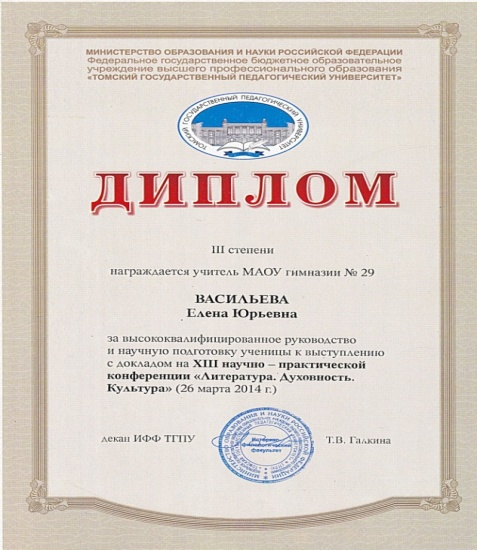 МИНИСТЕРСТВО ОБРАЗОВАНИЯ И НАУКИ РОССИЙСКОЙ ФЕДЕРАЦИИ
Федеральное государственное бюджетное образовательное
учреждение высшего профессионального образования
«ТОМСКИЙ ГОСУДАРСТВЕННЫЙ ПЕДАГОГИЧЕСКИЙ УНИВЕРСИТЕТ»
ТОМСКИЙ ГОСУДАРСТВЕННЫЙ ПЕДАГОГИЧЕСКИЙ УНИВЕРСИТЕТ
ДИПЛОМ
III степени
награждается учитель МАОУ гимназии № 29
ВАСИЛЬЕВА
Елена Юрьевна
за высококвалифицированное руководство
и научную подготовку ученицы к выступлению
с докладом на XIII научно – практической
конференции «Литература. Духовность.
Культура» (26 марта 2014 г.)
декан ИФФ ТГПУ
Т.В. Галкина
филологический
факультет